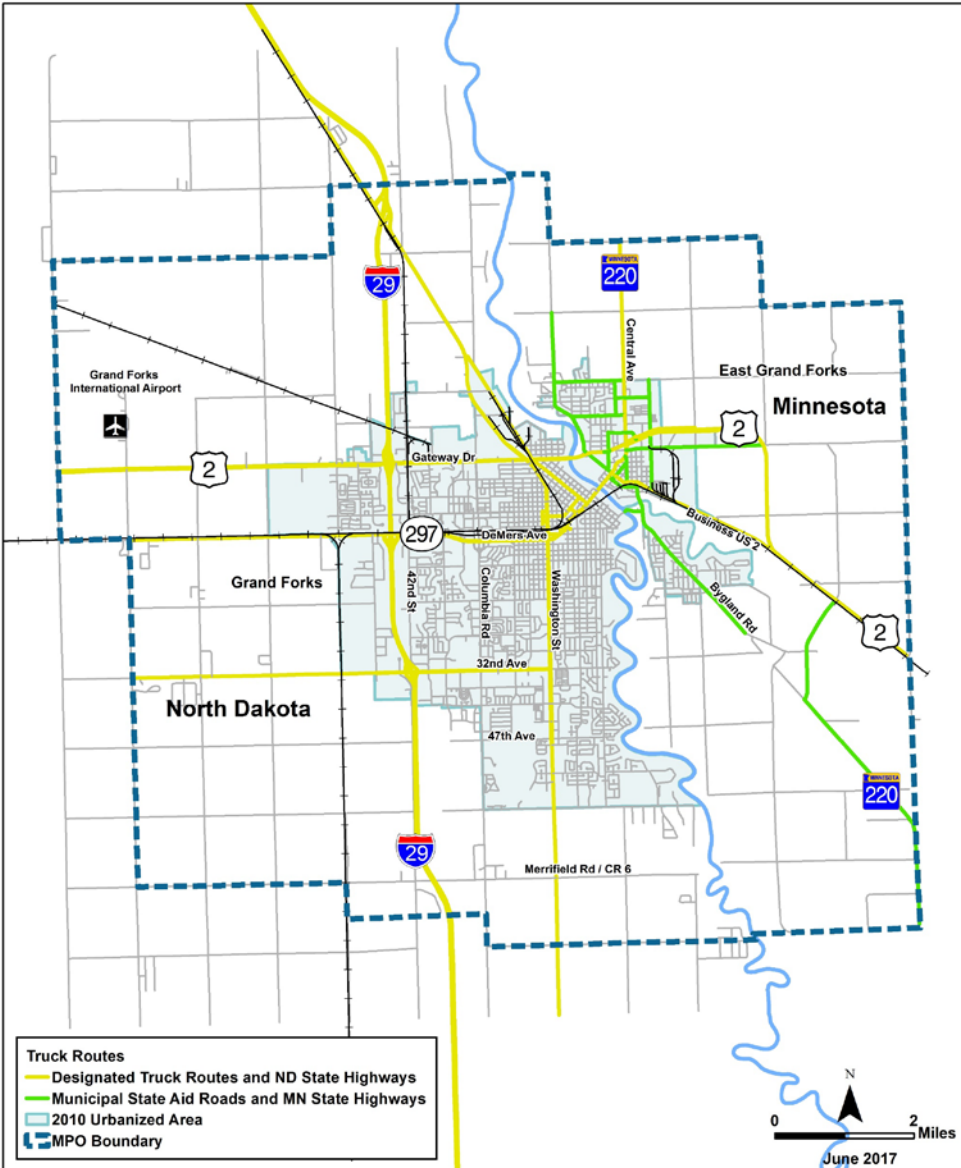 MINNESOTA
220
29
Central Ave
Grand Forks
International Airport
East Grand Forks
Minnesota
2
2
Gateway Dr
297
DeMers Ave
Business US 2
Grand Forks
42nd St
Columbia Rd
Washington St
Bygland Rd
2
32nd Ave
North Dakota
47th Ave
MINNESOTA
220
29
Merrifield Rd / CR 6
Truck Routes
Designated Truck Routes and ND State Highways
Municipal State Aid Roads and MN State Highways
2010 Urbanized Area
MPO Boundary
N
0 2
Miles
June 2017